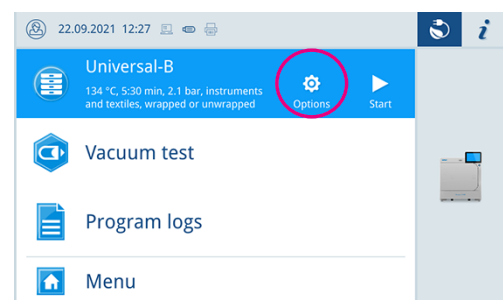 22.09.2021 12:27
i
Universal-B
134 °C, 5:30 min, 2.1 bar, instruments
and textiles, wrapped or unwrapped
Options
Start
Vacuum test
Program logs
Menu